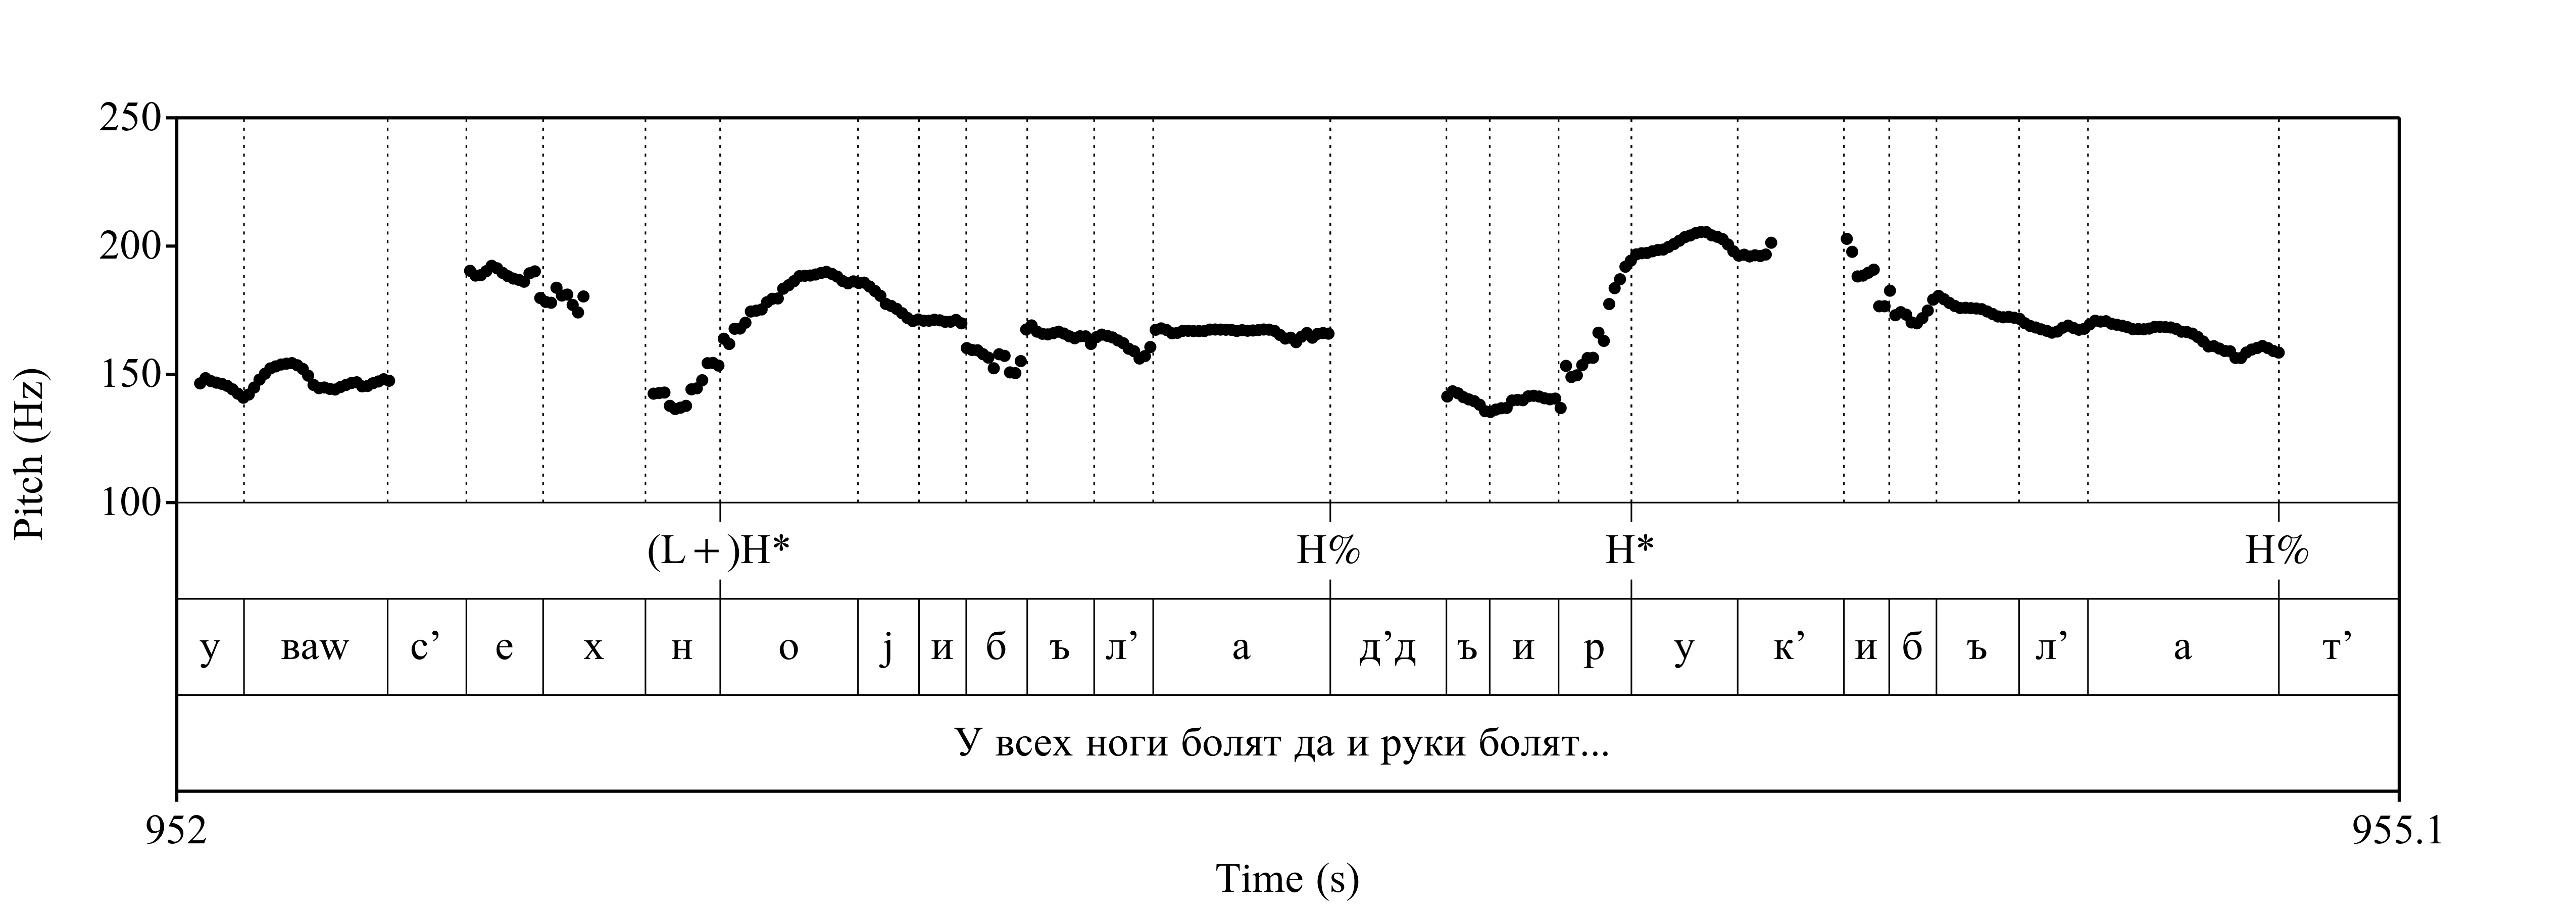 250
200
150
100
Pitch (Hz)
(L+)H* H% H* H%
у ваw с’ е х н о ј и б ъ л’ а д’д ъ и р у к’ и б ъ л’ а т’
У всех ноги болят да и руки болят...
952 955.1
Time (s)